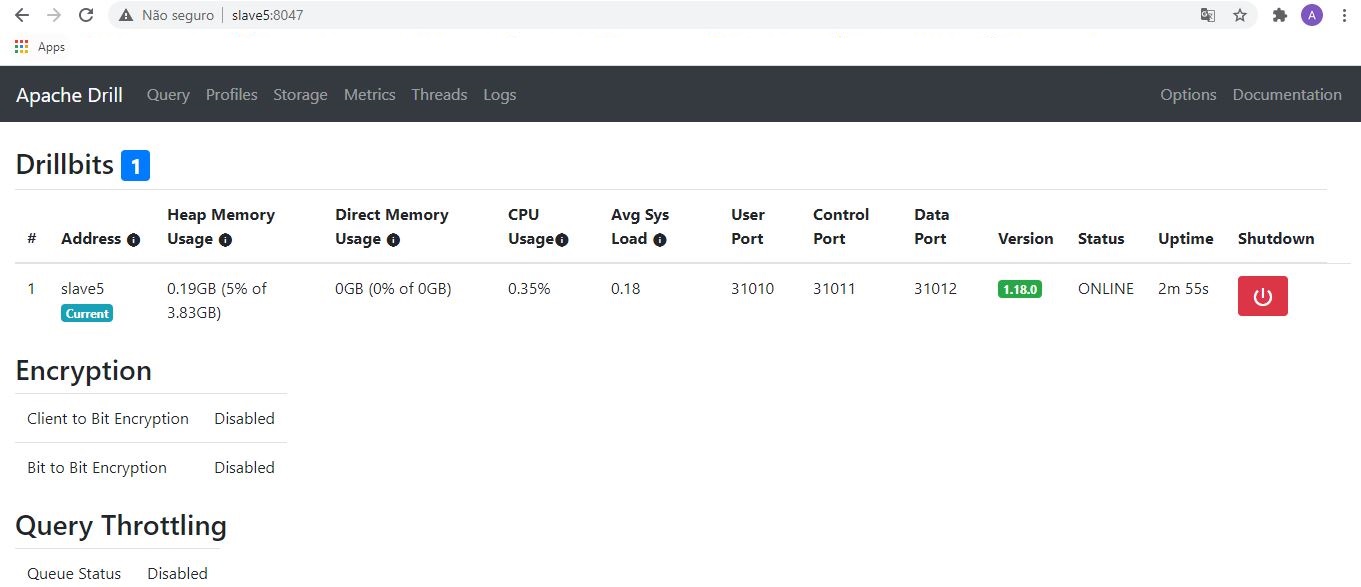 Não seguro slave5:8047
A
Apps
Apache Drill Query Profiles Storage Metrics Threads Logs Options Documentation
Drillbits 1
Heap Memory Direct Memory CPU Avg Sys User Control Data
# Address Usage Usage Usage Load Port Port Port Version Status Uptime Shutdown
1 slave5 0.19GB (5% of 0GB (0% of 0GB) 0.35% 0.18 31010 31011 31012 1.18.0 ONLINE 2m 55s
Current 3.83GB)
Encryption
Client to Bit Encryption Disabled
Bit to Bit Encryption Disabled
Query Throttling
Queue Status Disabled